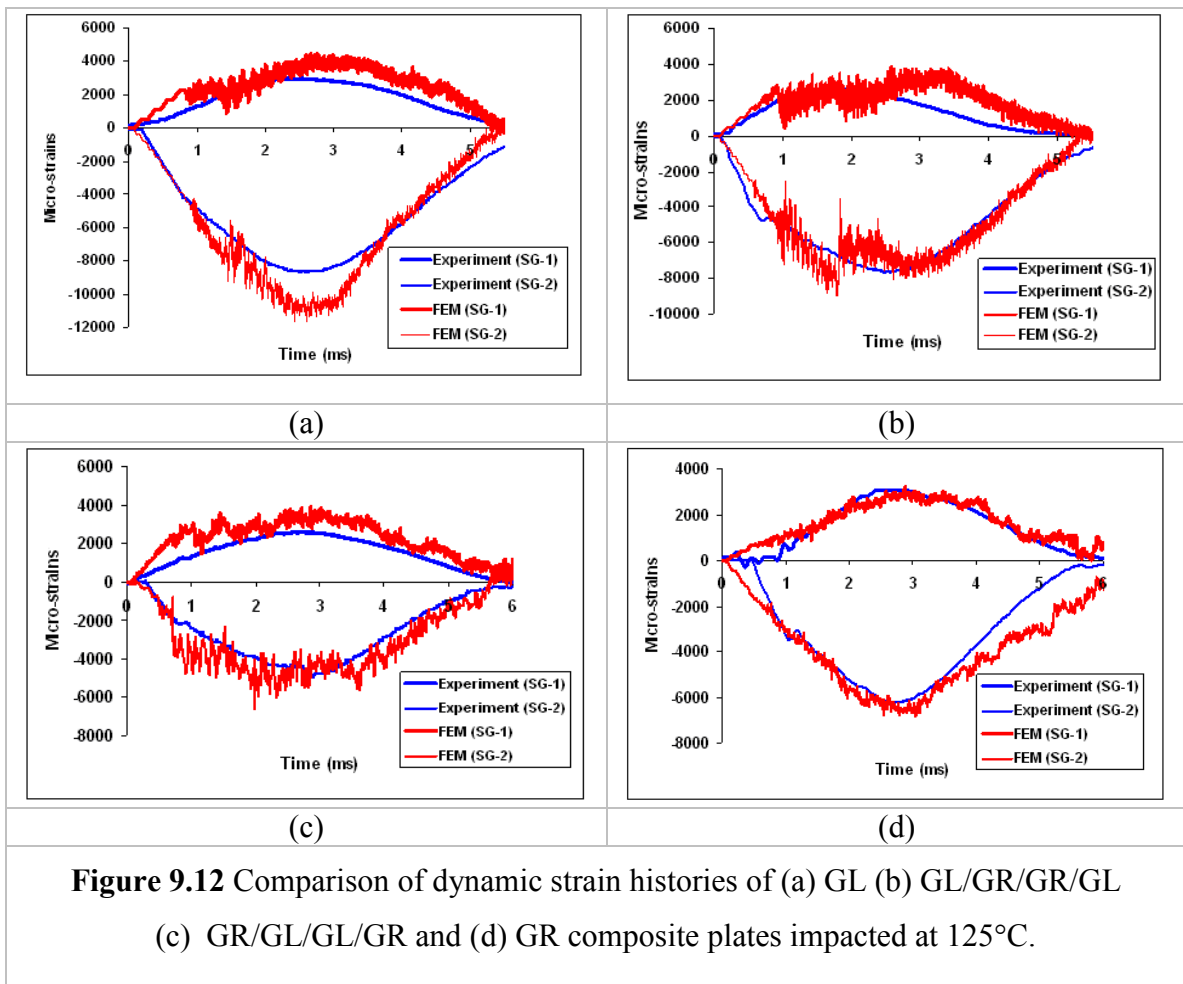 6000
4000
2000
0
-2000
-4000
-6000
-8000
-10000
-12000
0 1 2 3 4 5
Micro-strains
Time (ms)
Experiment (SG-1)
Experiment (SG-2)
FEM (SG-1)
FEM (SG-2)
(a)
6000
4000
2000
0
-2000
-4000
-6000
-8000
-10000
0 1 2 3 4 5
Micro-strains
Time (ms)
Experiment (SG-1)
Experiment (SG-2)
FEM (SG-1)
FEM (SG-2)
(b)
6000
4000
2000
0
-2000
-4000
-6000
-8000
0 1 2 3 4 5 6
Micro-strains
Time (ms)
Experiment (SG-1)
Experiment (SG-2)
FEM (SG-1)
FEM (SG-2)
(c)
4000
2000
0
-2000
-4000
-6000
-8000
0 1 2 3 4 5 6
Micro-strains
Time (ms)
Experiment (SG-1)
Experiment (SG-2)
FEM (SG-1)
FEM (SG-2)
(d)
Figure 9.12 Comparison of dynamic strain histories of (a) GL (b) GL/GR/GR/GL
(c) GR/GL/GL/GR and (d) GR composite plates impacted at 125°C.